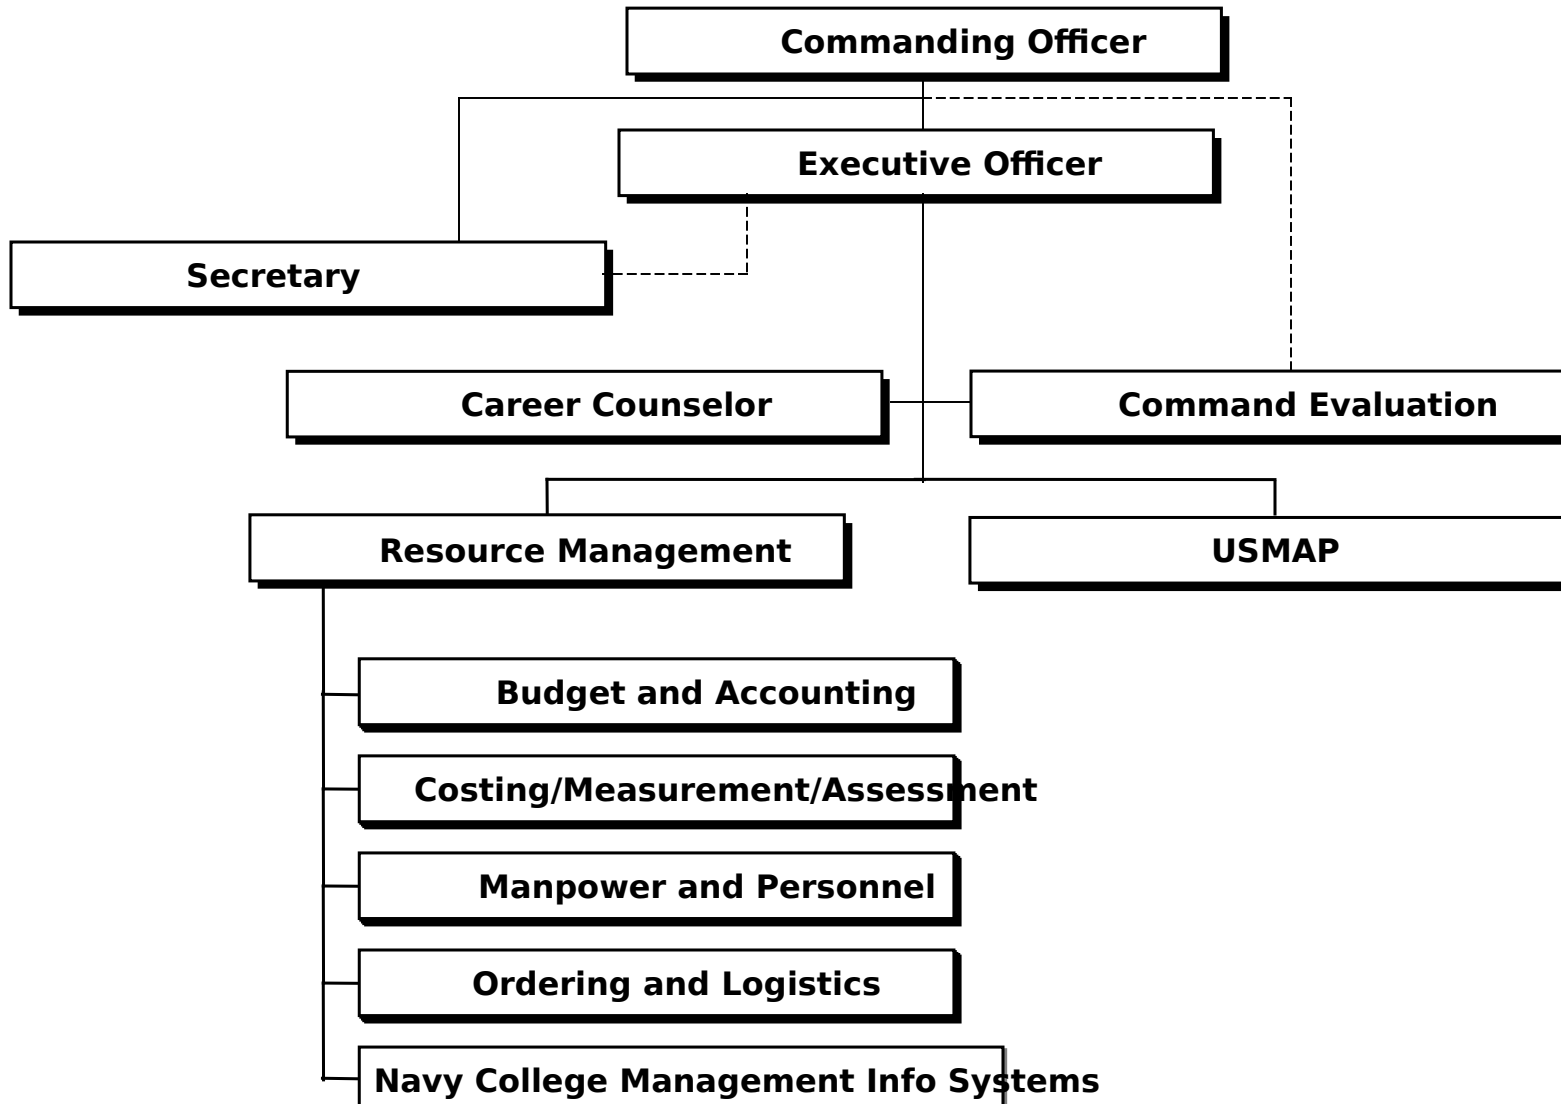 Commanding Officer
Executive Officer
Secretary
Career Counselor
Command Evaluation
Resource Management
USMAP
Budget and Accounting
Costing/Measurement/Assessment
Manpower and Personnel
Ordering and Logistics
Navy College Management Info Systems